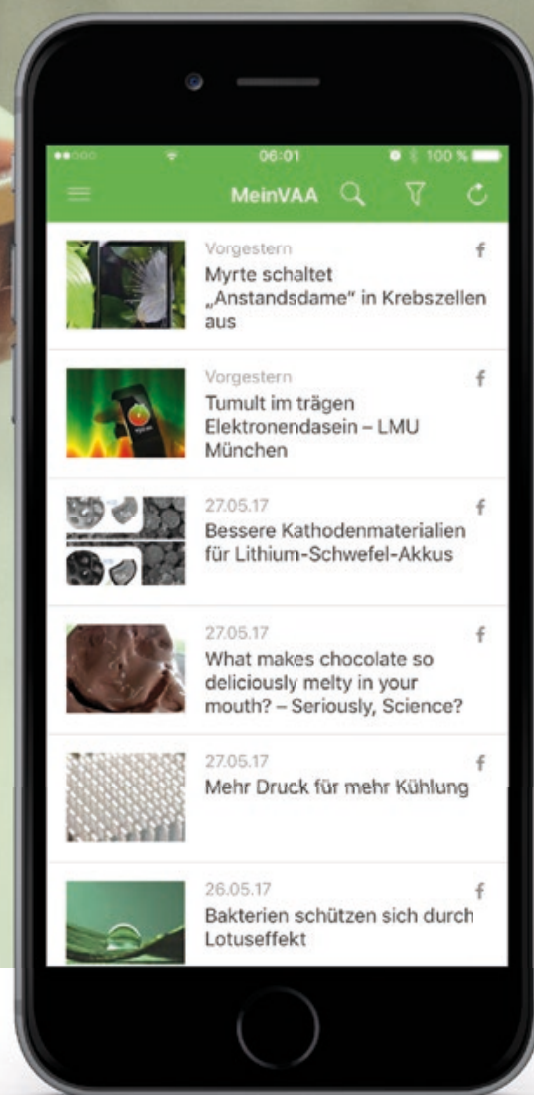 06:01
100 %
MeinVAA
Vorgestern
Myrte schaltet
„Anstandsdame“ in Krebszellen
aus
Vorgestern
Tumult im trägen
Elektronendasein – LMU
München
27.05.17
Bessere Kathodenmaterialien
für Lithium-Schwefel-Akkus
27.05.17
What makes chocolate so
deliciously melty in your
mouth? – Seriously, Science?
27.05.17
Mehr Druck für mehr Kühlung
26.05.17
Bakterien schützen sich durch
Lotuseffekt